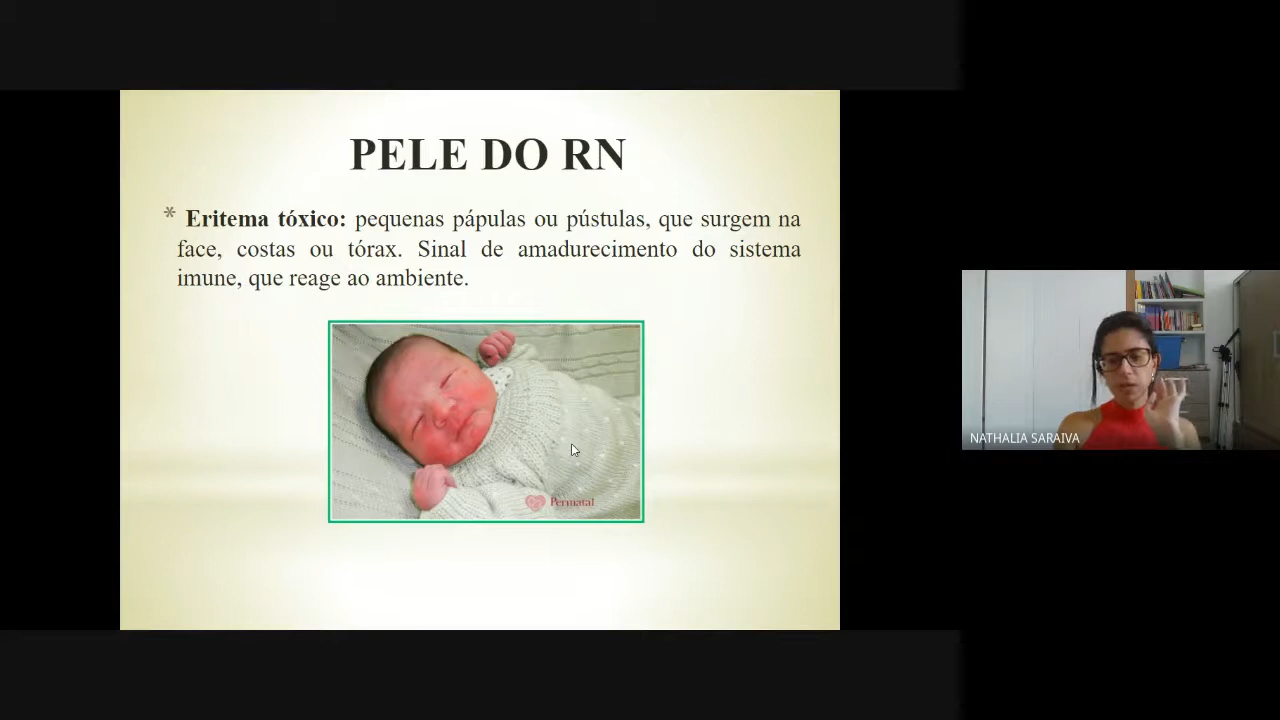 PELE DO RN
* Eritema tóxico: pequenas pápulas ou pústulas, que surgem na
face, costas ou tórax. Sinal de amadurecimento do sistema
imune, que reage ao ambiente.
Permatal
NATHALIA SARAIVA